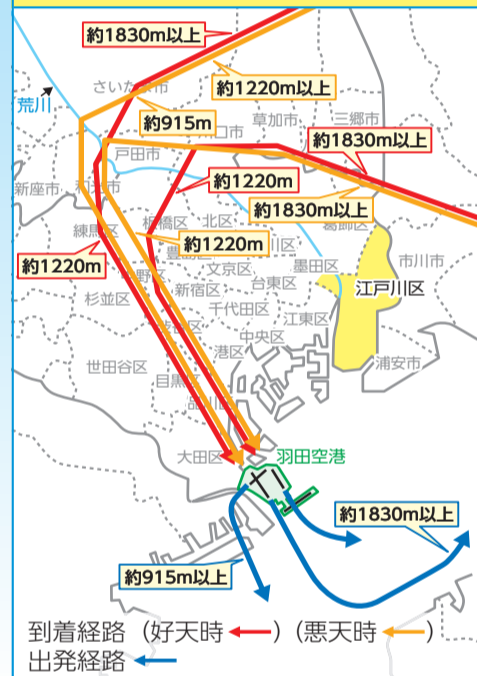 約1830m以上
さいたま市
約1220m以上
荒川
約915m
草加市
三郷市
戸田市
約1830m以上
約1220m
新座市
約1830m以上
板橋区
北区
葛飾区
練馬区
約1220m
約1220m
文京区
墨田区
市川市
台東区
新宿区
杉並区
江戸川区
千代田区
江東区
中央区
港区
世田谷区
浦安市
目黒区
品川区
大田区
羽田空港
約1830m以上
約915m以上
到着経路（好天時 ←）（悪天時 ←）
出発経路 ←